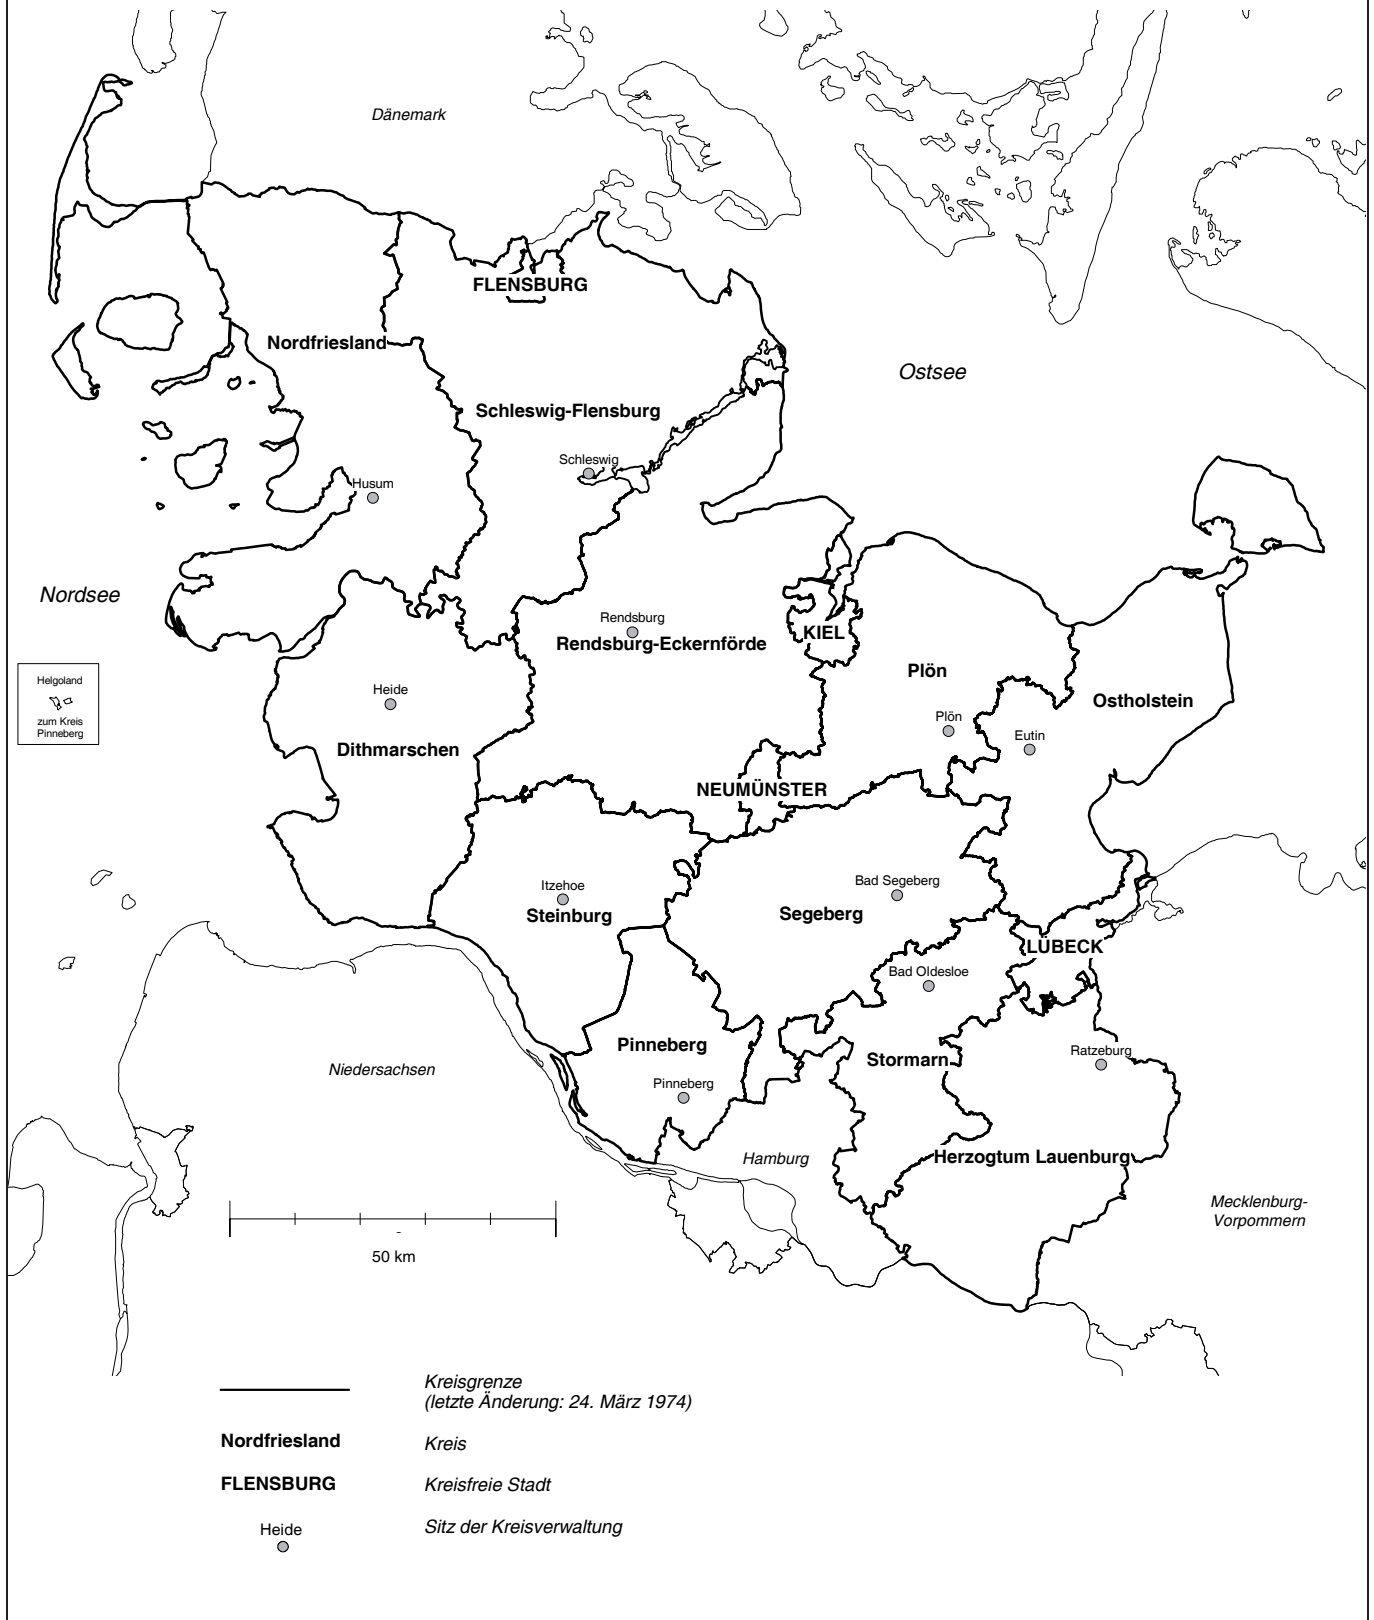 Dänemark
FLENSBURG
Nordfriesland
Ostsee
Schleswig-Flensburg
Schleswig
Husum
Nordsee
Rendsburg
KIEL
Rendsburg-Eckernförde
Plön
Helgoland
zum Kreis
Pinneberg
Heide
Ostholstein
Plön
Eutin
Dithmarschen
NEUMÜNSTER
Itzehoe
Steinburg
Bad Segeberg
Segeberg
LÜBECK
Bad Oldesloe
Pinneberg
Stormarn
Ratzeburg
Niedersachsen
Pinneberg
Hamburg
Herzogtum Lauenburg
Mecklenburg-
Vorpommern
50 km
Kreisgrenze
(letzte Änderung: 24. März 1974)
Nordfriesland Kreis
FLENSBURG Kreisfreie Stadt
Heide Sitz der Kreisverwaltung